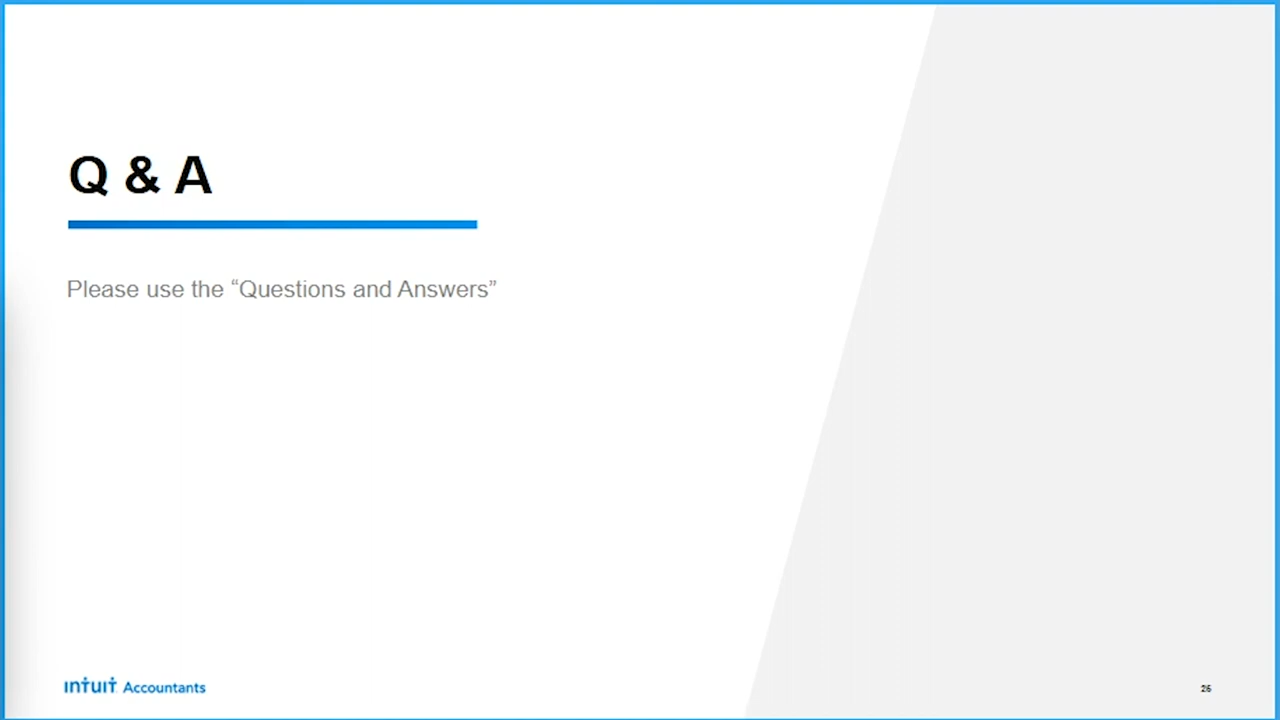 Q & A
Please use the “Questions and Answers”
INTUIT Accountants
26